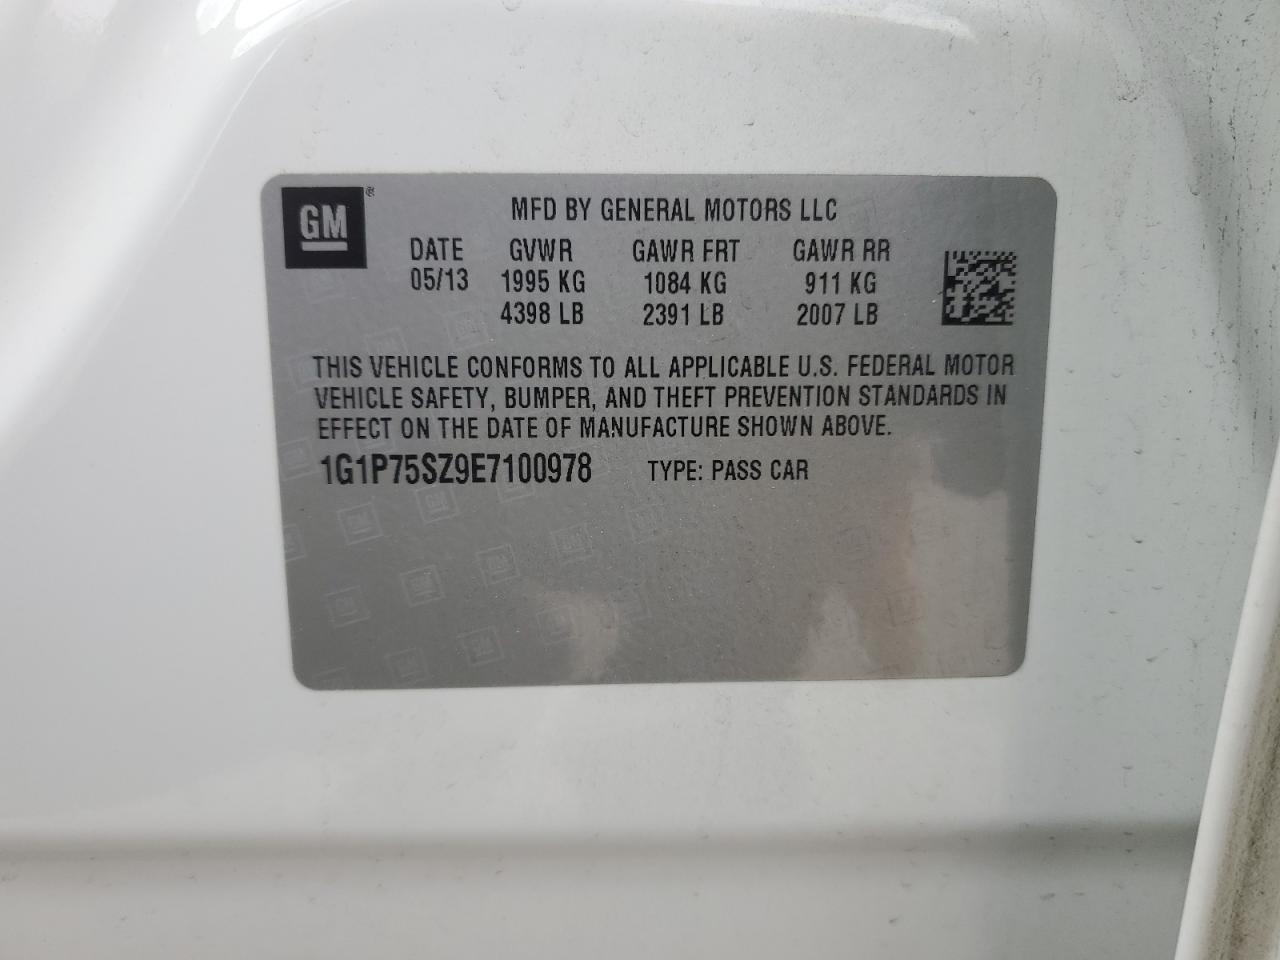 GM®
MFD BY GENERAL MOTORS LLC
DATE GVWR GAWR FRT GAWR RR
05/13 1995 KG 1084 KG 911 KG
4398 LB 2391 LB 2007 LB
THIS VEHICLE CONFORMS TO ALL APPLICABLE U.S. FEDERAL MOTOR
VEHICLE SAFETY, BUMPER, AND THEFT PREVENTION STANDARDS IN
EFFECT ON THE DATE OF MANUFACTURE SHOWN ABOVE.
1G1P75SZ9E7100978 TYPE: PASS CAR